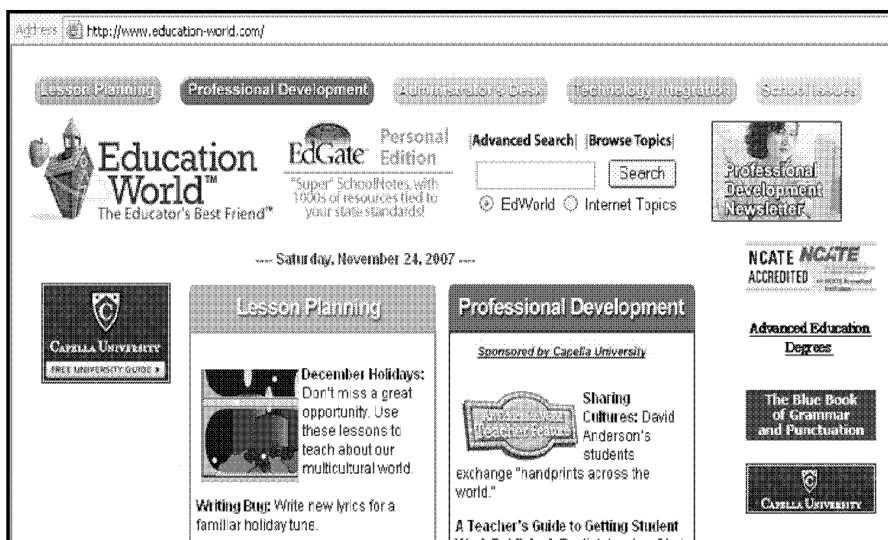 Address http://www.education-world.com/
Lesson Planning Professional Development Administrator's Desk Technology Integration School Issues
Education
World™
The Educator's Best Friend™
EdGate Personal
Edition
"Super" SchoolNotes, with
1000s of resources tied to
your state standards!
|Advanced Search| |Browse Topics|
Search
EdWorld Internet Topics
Professional
Development
Newsletter
---- Saturday, November 24, 2007 ----
NCATE NCATE
ACCREDITED
C
CAPELLA UNIVERSITY
FREE UNIVERSITY GUIDE
Lesson Planning
December Holidays:
Don't miss a great
opportunity. Use
these lessons to
teach about our
multicultural world.
Writing Bug: Write new lyrics for a
familiar holiday tune.
Professional Development
Sponsored by Capella University
Teacher Feature
Sharing
Cultures: David
Anderson's
students
exchange "handprints across the
world."
A Teacher's Guide to Getting Student
Advanced Education
Degrees
The Blue Book
of Grammar
and Punctuation
C
CAPELLA UNIVERSITY